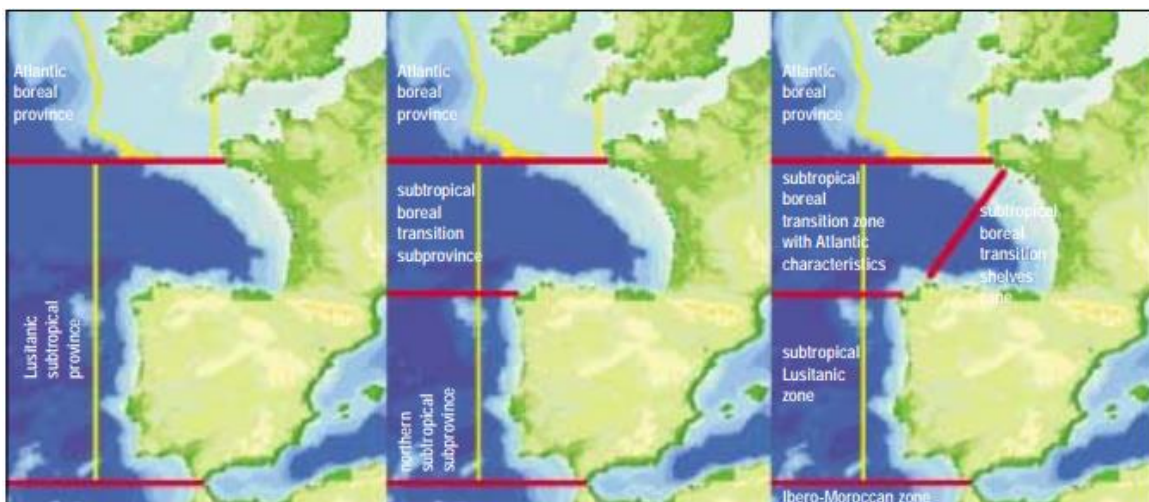 Atlantic
boreal
province
Lusitanic
subtropical
province
Atlantic
boreal
province
subtropical
boreal
transition
subprovince
northern
subtropical
subprovince
Atlantic
boreal
province
subtropical
boreal
transition zone
with Atlantic
characteristics
subtropical
boreal
transition
shelves
zone
subtropical
Lusitanic
zone
Ibero-Moroccan zone